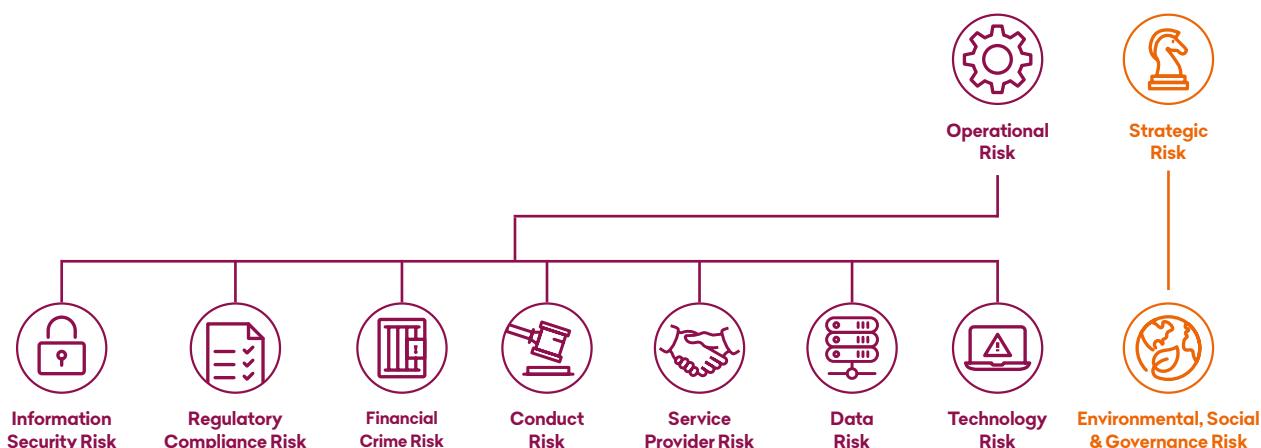 Operational
Risk
Strategic
Risk
Information
Security Risk
Regulatory
Compliance Risk
Financial
Crime Risk
Conduct
Risk
Service
Provider Risk
Data
Risk
Technology
Risk
Environmental, Social
& Governance Risk